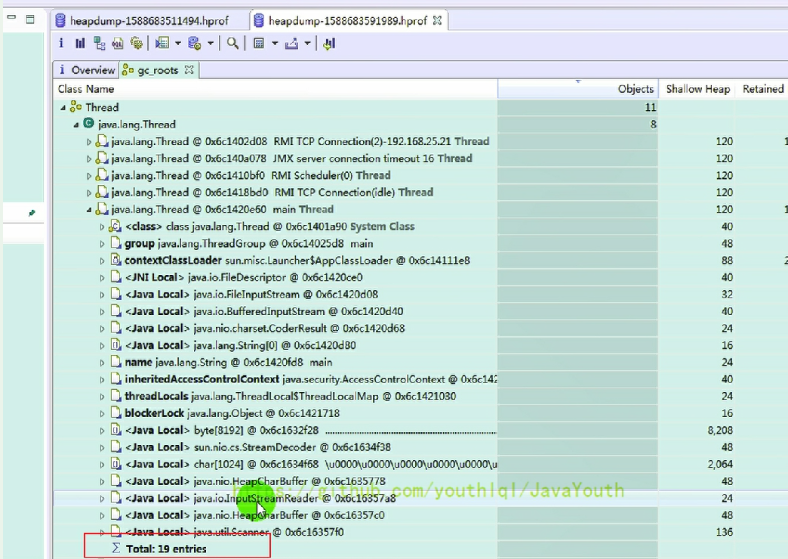 heapdump-1588683511494.hprof
heapdump-1588683591989.hprof
i Overview gc_roots
Class Name Objects Shallow Heap Retained
Thread 11
java.lang.Thread 8
java.lang.Thread @ 0x6c1402d08 RMI TCP Connection(2)-192.168.25.21 Thread 120 1
java.lang.Thread @ 0x6c140a078 JMX server connection timeout 16 Thread 120
java.lang.Thread @ 0x6c1410bf0 RMI Scheduler(0) Thread 120
java.lang.Thread @ 0x6c1418bd0 RMI TCP Connection(idle) Thread 120
java.lang.Thread @ 0x6c1420e60 main Thread 120 1
<class> class java.lang.Thread @ 0x6c1401a90 System Class 40
group java.lang.ThreadGroup @ 0x6c14025d8 main 48
contextClassLoader sun.misc.Launcher$AppClassLoader @ 0x6c14111e8 88 2
<JNI Local> java.io.FileDescriptor @ 0x6c1420ce0 40
<Java Local> java.io.FileInputStream @ 0x6c1420d08 32
<Java Local> java.io.BufferedInputStream @ 0x6c1420d40 40
<Java Local> java.nio.charset.CoderResult @ 0x6c1420d68 24
<Java Local> java.lang.String[0] @ 0x6c1420d80 16
name java.lang.String @ 0x6c1420fd8 main 24
inheritedAccessControlContext java.security.AccessControlContext @ 0x6c142 40
threadLocals java.lang.ThreadLocal$ThreadLocalMap @ 0x6c1421030 24
blockerLock java.lang.Object @ 0x6c1421718 16
<Java Local> byte[8192] @ 0x6c1632f28 ........................................................ 8,208
<Java Local> sun.nio.cs.StreamDecoder @ 0x6c1634f38 48
<Java Local> char[1024] @ 0x6c1634f68 \u0000\u0000\u0000\u0000\u0000\u0000\u 2,064
<Java Local> java.nio.HeapCharBuffer @ 0x6c1635778 48
<Java Local> java.io.InputStreamReader @ 0x6c16357a8 24
https://github.com/youthlql/JavaYouth
<Java Local> java.nio.HeapCharBuffer @ 0x6c16357c0 48
<Java Local> java.util.Scanner @ 0x6c16357f0 136
Total: 19 entries